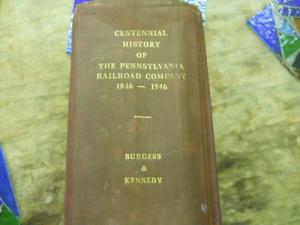 CENTENNIAL
HISTORY
OF
THE PENNSYLVANIA
RAILROAD COMPANY
1846 — 1946
BURGESS
&
KENNEDY